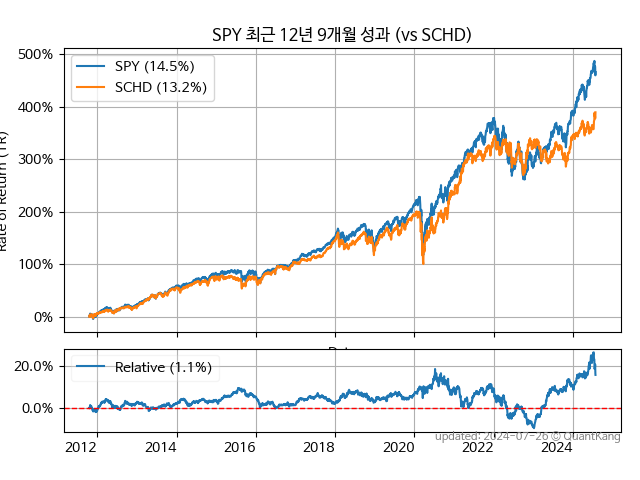 SPY 최근 12년 9개월 성과 (vs SCHD)
500%
400%
300%
200%
100%
0%
Rate of Return (TR)
SPY (14.5%)
SCHD (13.2%)
20.0%
0.0%
Relative (1.1%)
2012
2014
2016
2018
2020
2022
2024
updated: 2024-07-26 © QuantKang